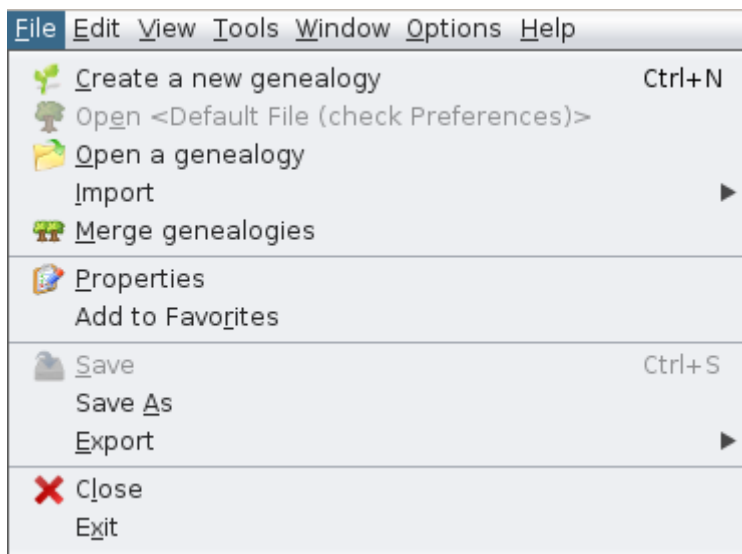 File Edit View Tools Window Options Help
Create a new genealogy Ctrl+N
Open <Default File (check Preferences)>
Open a genealogy
Import
Merge genealogies
Properties
Add to Favorites
Save Ctrl+S
Save As
Export
Close
Exit